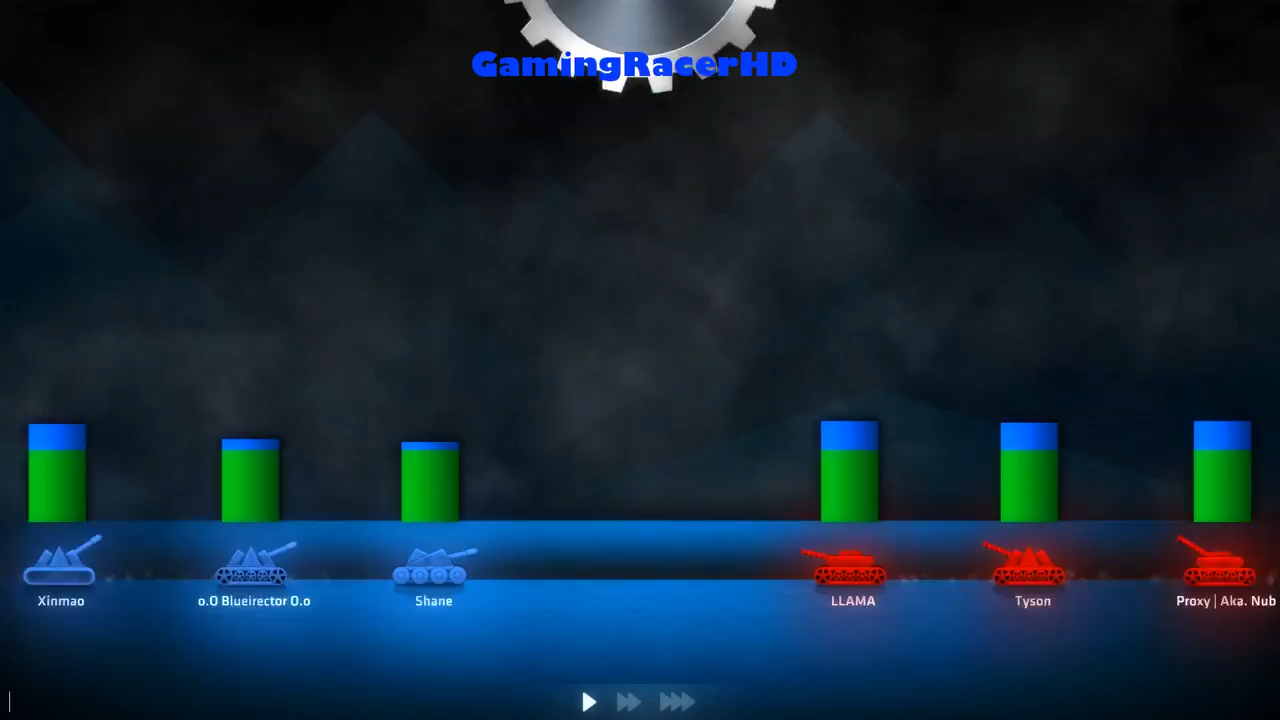 GamingRacerHD
Xinmao
o.O Blueirector O.o
Shane
LLAMA
Tyson
Proxy | Aka. Nub